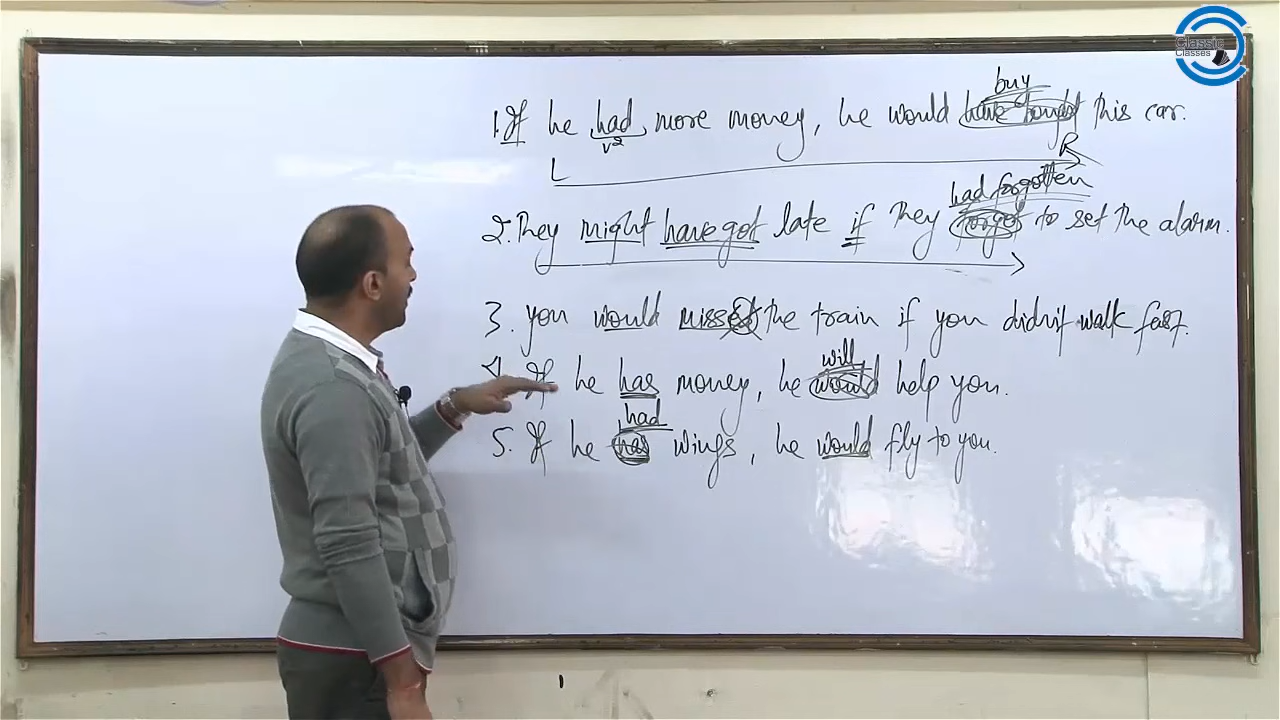 Classic
Classes
buy
1. If he had more money, he would have bought this car.
v2
L R
had forgotten
2. They might have got late if they forget to set the alarm.
3. you would missed the train if you didn't walk fast.
will
4. If he has money, he would help you.
had
5. If he has wings, he would fly to you.